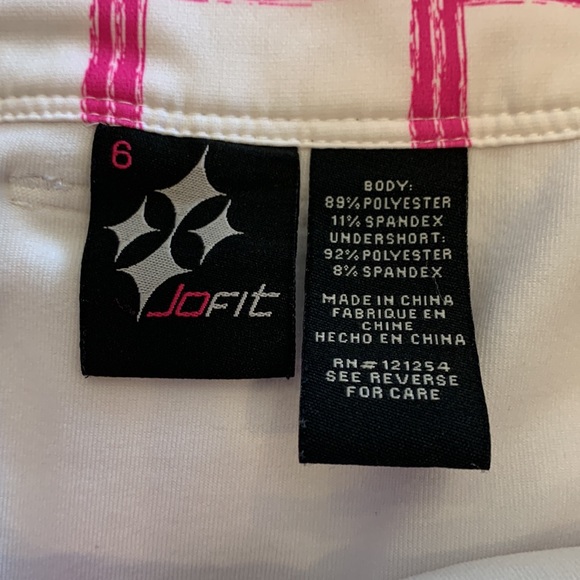 6
JOFIT
BODY:
89% POLYESTER
11% SPANDEX
UNDERSHORT:
92% POLYESTER
8% SPANDEX
MADE IN CHINA
FABRIQUE EN
CHINE
HECHO EN CHINA
RN# 121254
SEE REVERSE
FOR CARE